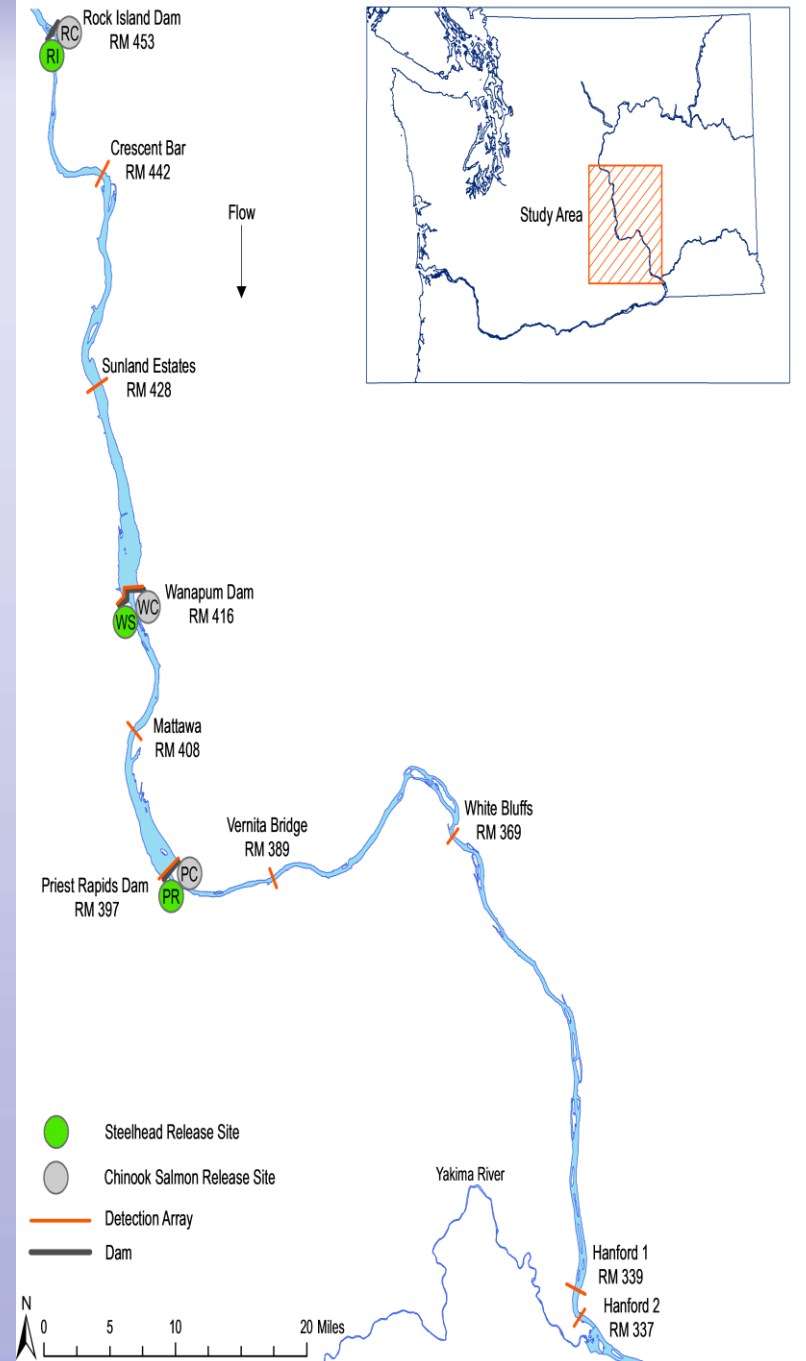 Rock Island Dam
RM 453
RC
RI
Crescent Bar
RM 442
Flow
Study Area
Sunland Estates
RM 428
Wanapum Dam
RM 416
WC
WS
Mattawa
RM 408
Vernita Bridge
RM 389
White Bluffs
RM 369
Priest Rapids Dam
RM 397
PC
PR
Steelhead Release Site
Chinook Salmon Release Site
Detection Array
Dam
Yakima River
Hanford 1
RM 339
Hanford 2
RM 337
N
0 5 10 20 Miles